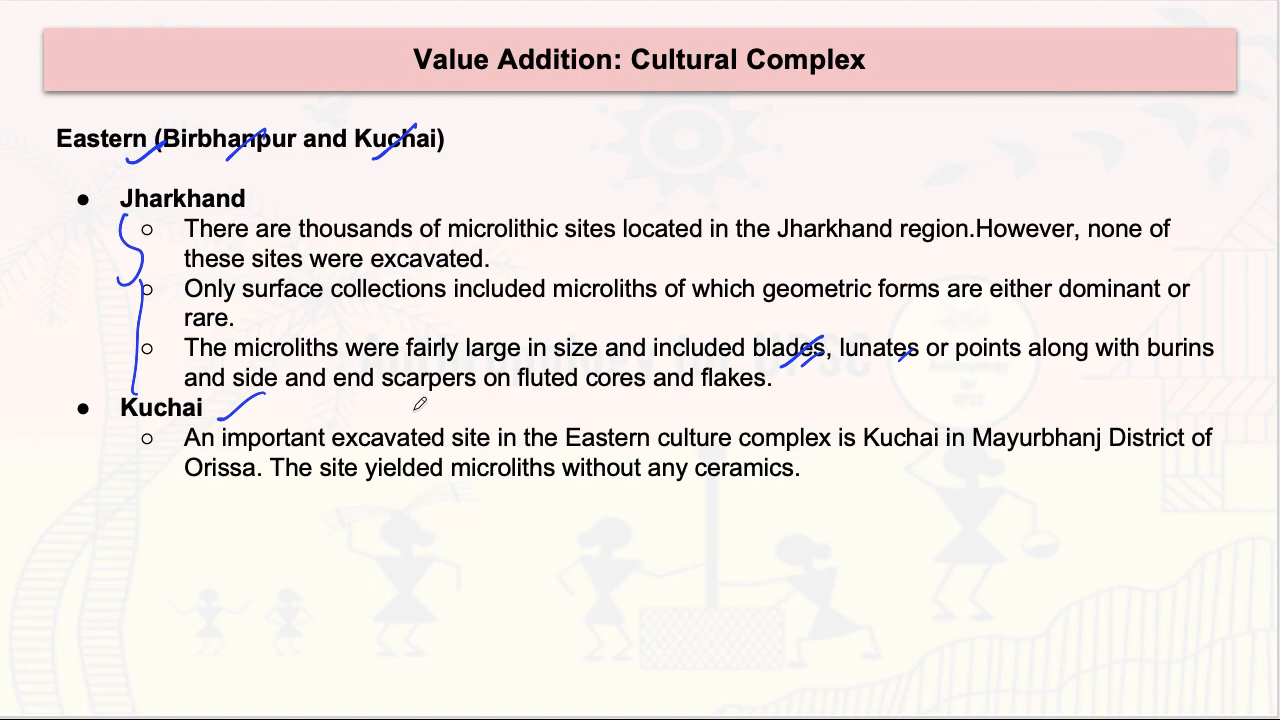 Value Addition: Cultural Complex
Eastern (Birbhanpur and Kuchai)
● Jharkhand
○ There are thousands of microlithic sites located in the Jharkhand region.However, none of
these sites were excavated.
○ Only surface collections included microliths of which geometric forms are either dominant or
rare.
○ The microliths were fairly large in size and included blades, lunates or points along with burins
and side and end scarpers on fluted cores and flakes.
● Kuchai
○ An important excavated site in the Eastern culture complex is Kuchai in Mayurbhanj District of
Orissa. The site yielded microliths without any ceramics.